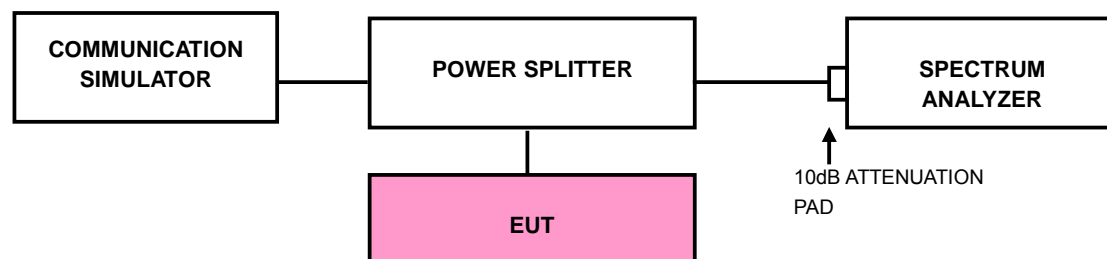 COMMUNICATION
SIMULATOR
POWER SPLITTER
SPECTRUM
ANALYZER
10dB ATTENUATION
PAD
EUT